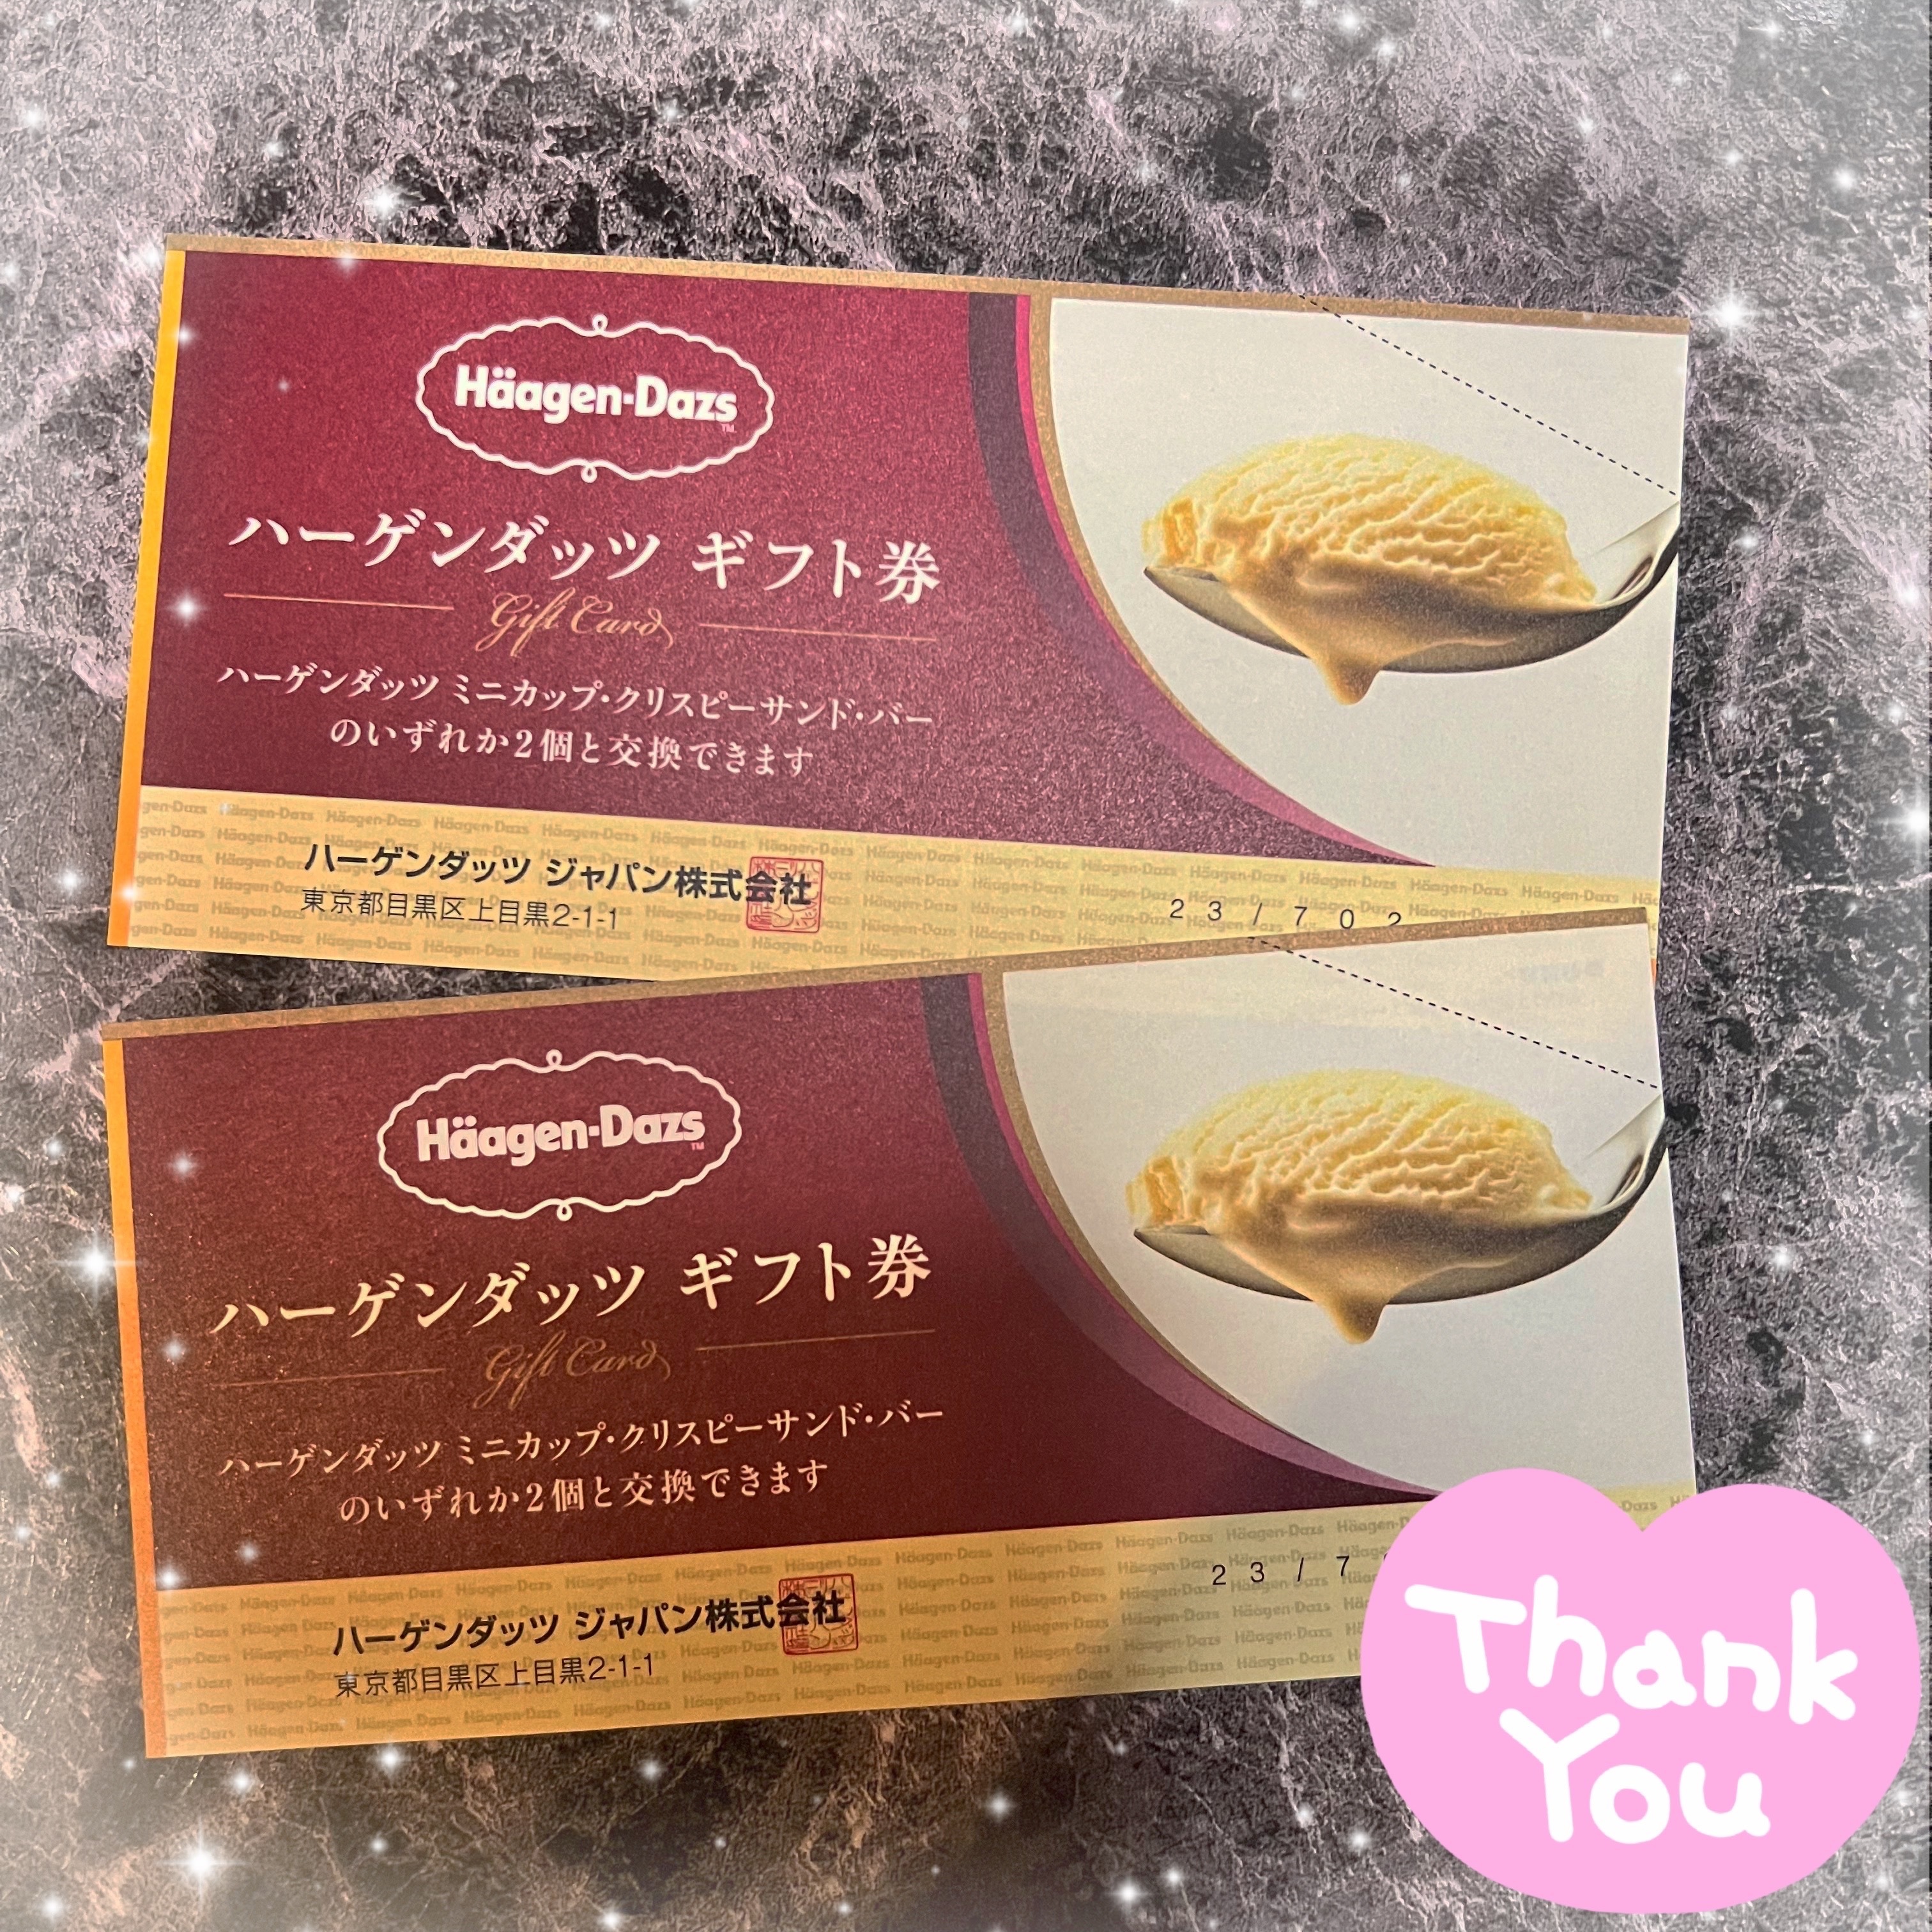 Häagen-Dazs
TM
ハーゲンダッツ ギフト券
Gift Card
ハーゲンダッツ ミニカップ・クリスピーサンド・バー
のいずれか2個と交換できます
ハーゲンダッツ ジャパン株式会社
東京都目黒区上目黒2-1-1
23/702
Häagen-Dazs
TM
ハーゲンダッツ ギフト券
Gift Card
ハーゲンダッツ ミニカップ・クリスピーサンド・バー
のいずれか2個と交換できます
23/7
ハーゲンダッツ ジャパン株式会社
東京都目黒区上目黒2-1-1
Thank
You